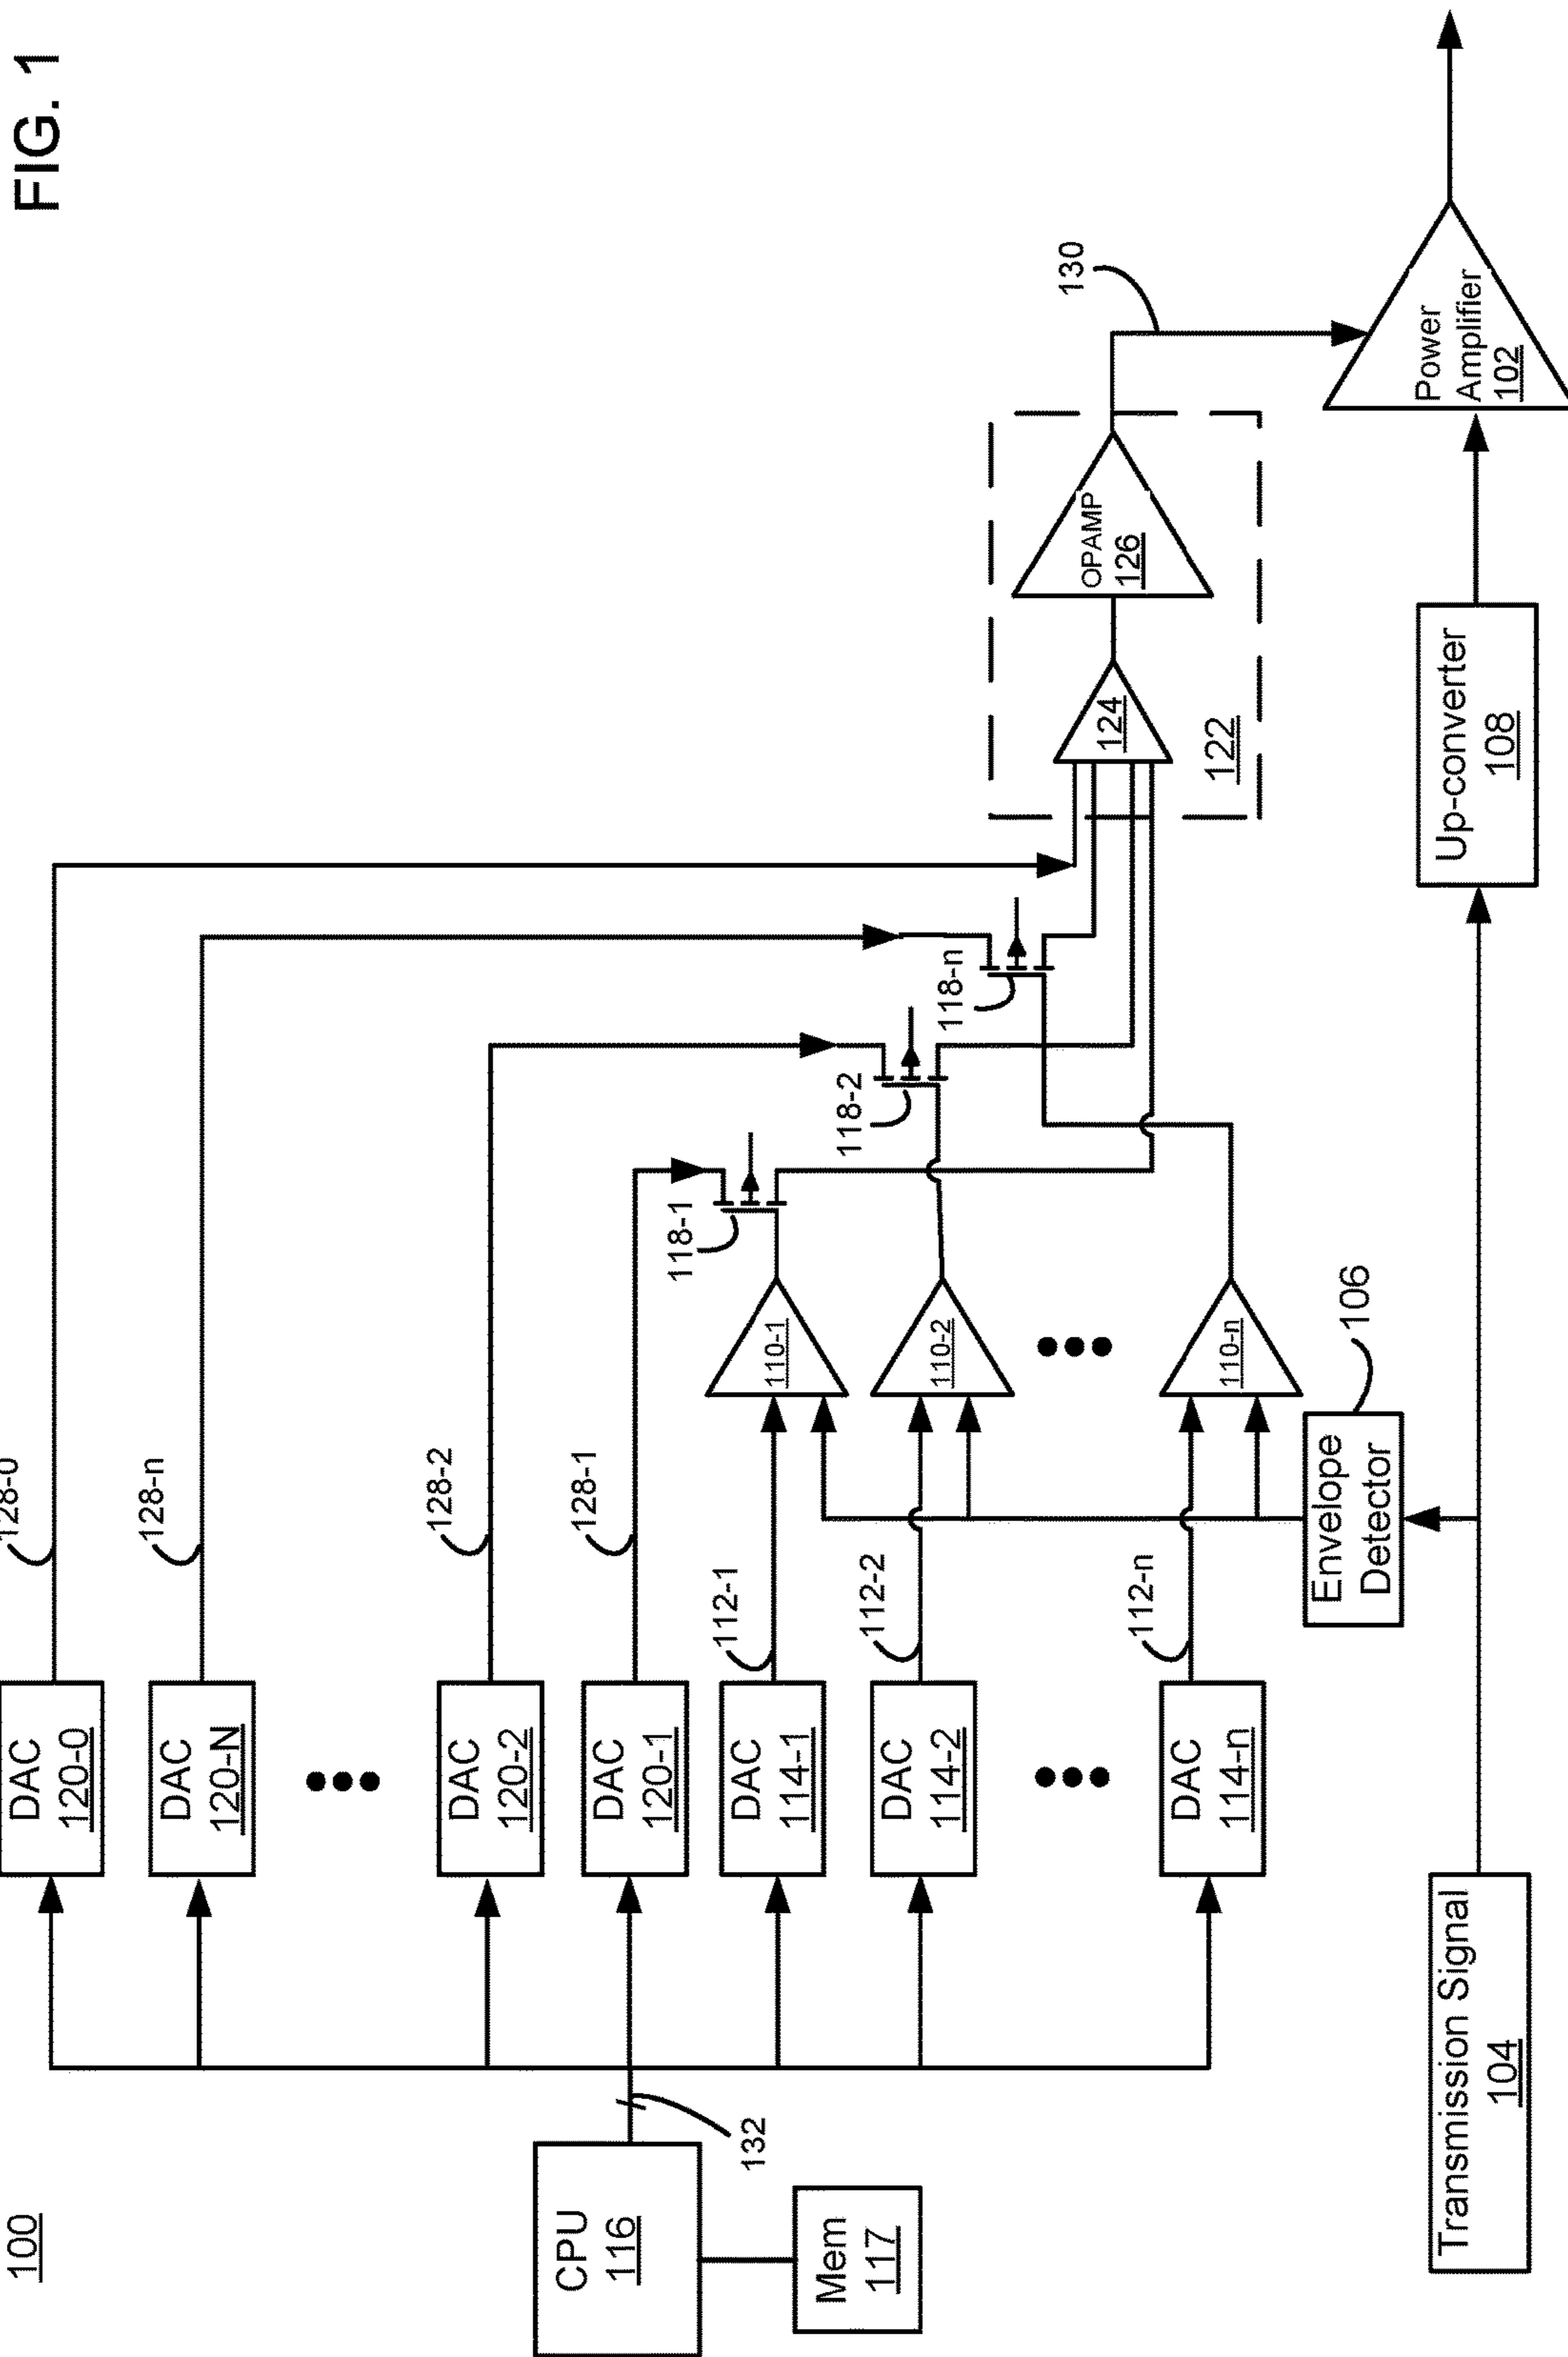 FIG. 1
100
128-0
128-n
128-2
128-1
112-1
112-2
112-n
DAC
120-0
DAC
120-N
DAC
120-2
DAC
120-1
DAC
114-1
DAC
114-2
DAC
114-n
CPU
116
Mem
117
132
118-1
118-2
118-n
110-1
110-2
110-n
Envelope
Detector
106
124
OPAMP
126
122
130
Power
Amplifier
102
Up-converter
108
Transmission Signal
104